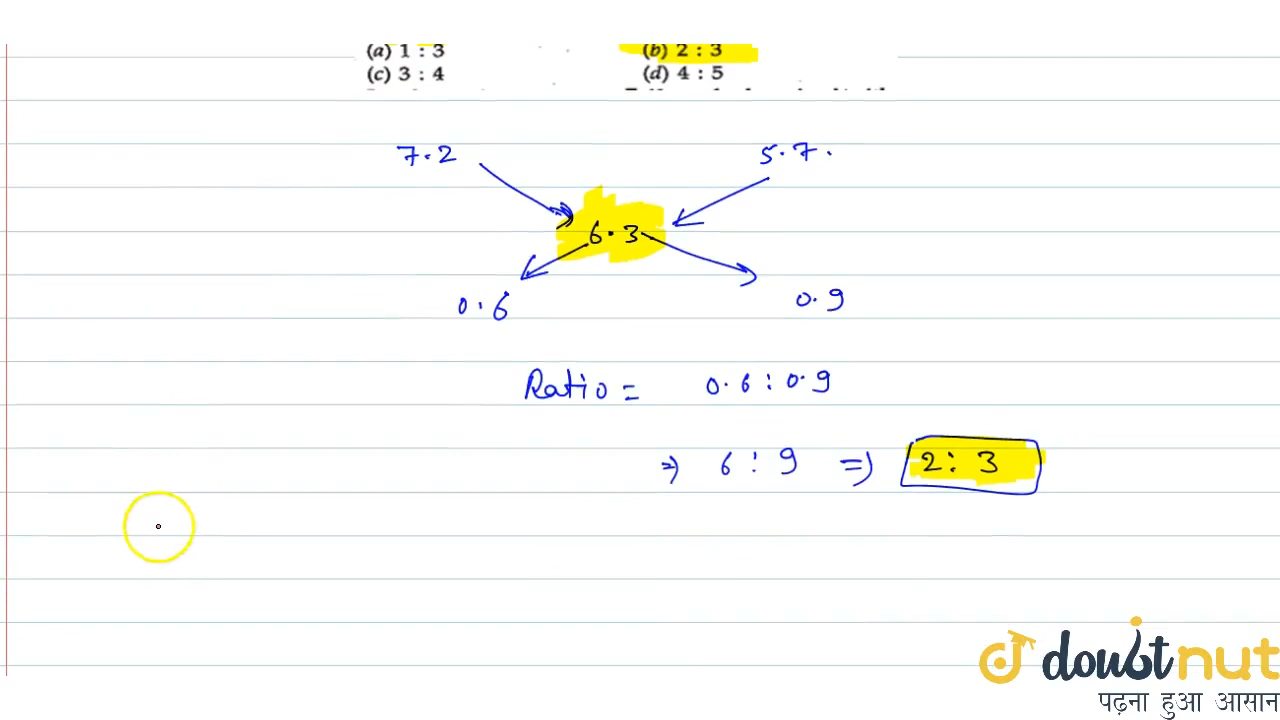 (a) 1 : 3 (b) 2 : 3
(c) 3 : 4 (d) 4 : 5
7.2 5.7.
6.3
0.6 0.9
Ratio = 0.6 : 0.9
⇒ 6 : 9 ⇒ 2 : 3
doubtnut
पढ़ना हुआ आसान